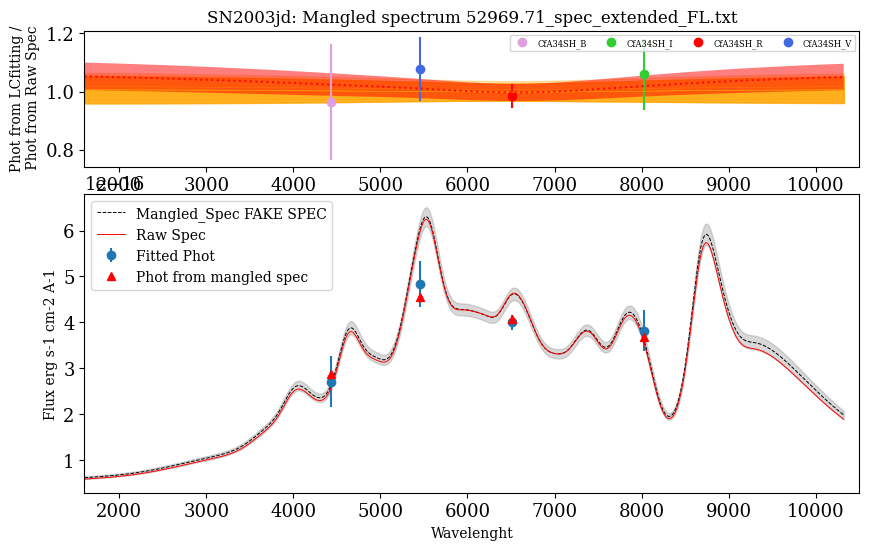 SN2003jd: Mangled spectrum 52969.71_spec_extended_FL.txt
Phot from LCfitting /
Phot from Raw Spec
1.2
1.0
0.8
CfA34SH_B
CfA34SH_I
CfA34SH_R
CfA34SH_V
2000 3000 4000 5000 6000 7000 8000 9000 10000
1e−16
Flux erg s-1 cm-2 A-1
6
5
4
3
2
1
Mangled_Spec FAKE SPEC
Raw Spec
Fitted Phot
Phot from mangled spec
2000 3000 4000 5000 6000 7000 8000 9000 10000
Wavelenght